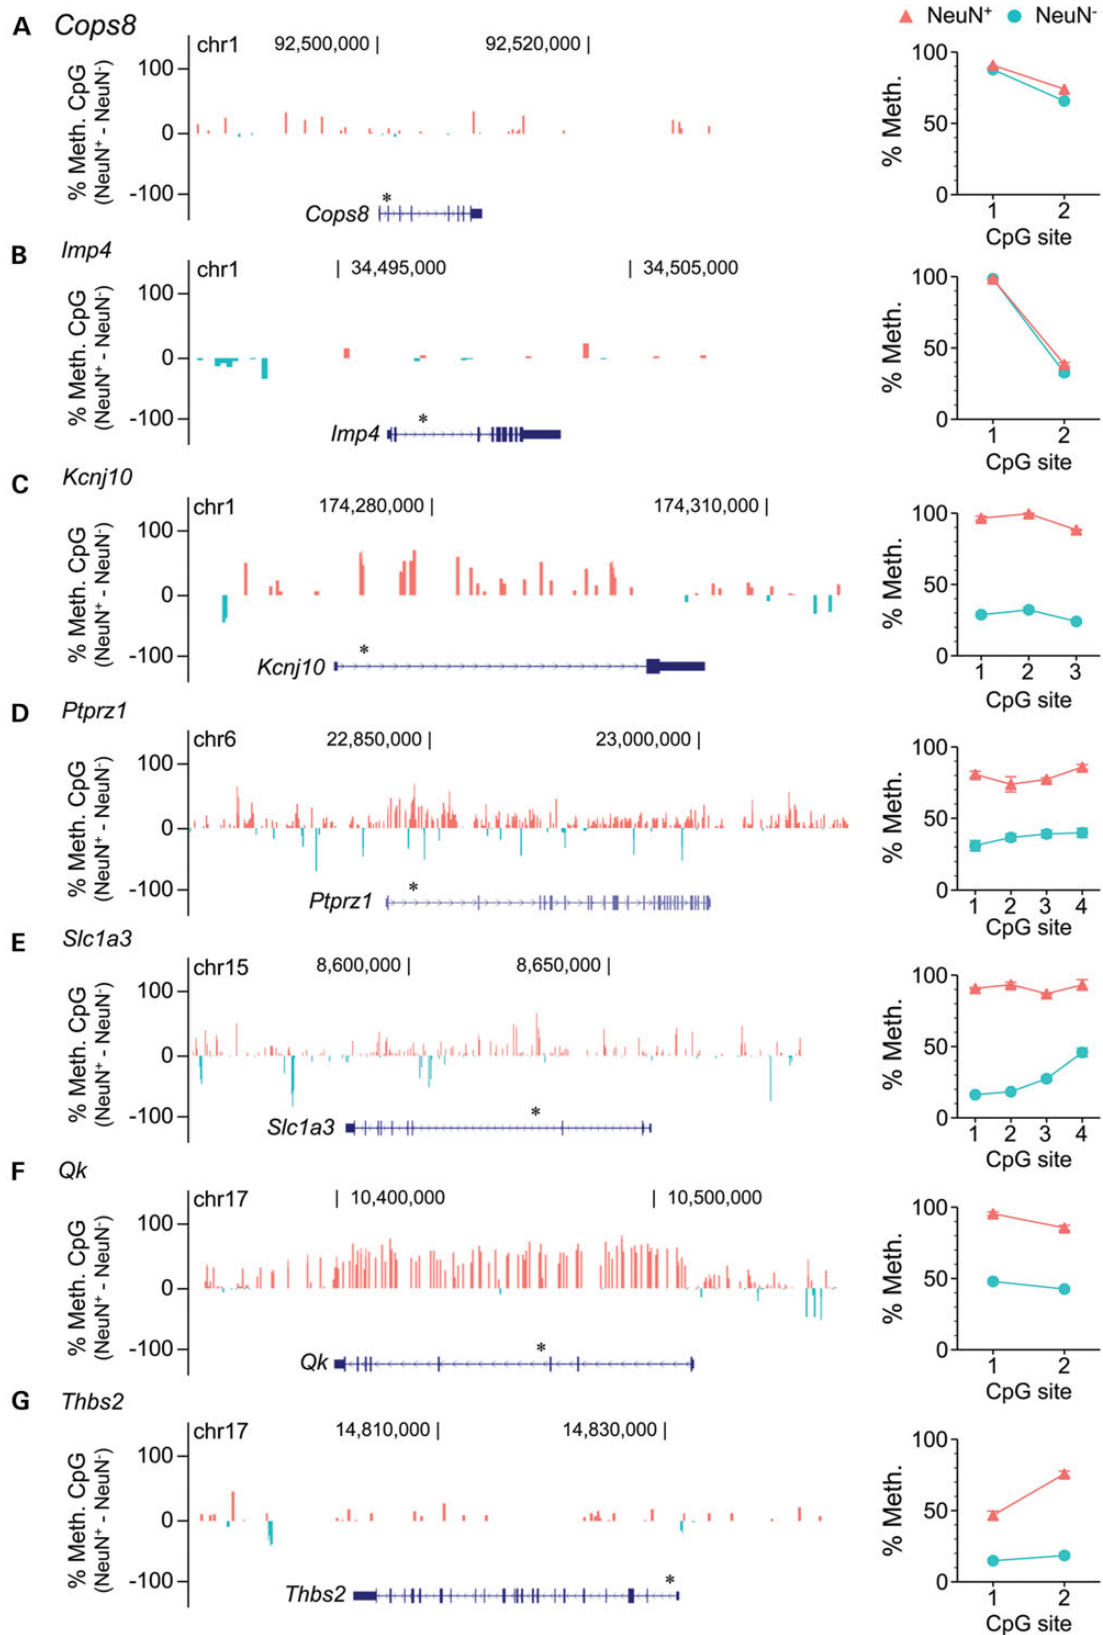 A Cops8
NeuN⁺ NeuN⁻
chr1 92,500,000 | 92,520,000 |
% Meth. CpG
(NeuN⁺ - NeuN⁻)
100
0
-100
*
Cops8
% Meth.
100
50
0
1 2
CpG site
B Imp4
chr1 | 34,495,000 | 34,505,000
% Meth. CpG
(NeuN⁺ - NeuN⁻)
100
0
-100
*
Imp4
% Meth.
100
50
0
1 2
CpG site
C Kcnj10
chr1 174,280,000 | 174,310,000 |
% Meth. CpG
(NeuN⁺ - NeuN⁻)
100
0
-100
*
Kcnj10
% Meth.
100
50
0
1 2 3
CpG site
D Ptprz1
chr6 22,850,000 | 23,000,000 |
% Meth. CpG
(NeuN⁺ - NeuN⁻)
100
0
-100
*
Ptprz1
% Meth.
100
50
0
1 2 3 4
CpG site
E Slc1a3
chr15 8,600,000 | 8,650,000 |
% Meth. CpG
(NeuN⁺ - NeuN⁻)
100
0
-100
*
Slc1a3
% Meth.
100
50
0
1 2 3 4
CpG site
F Qk
chr17 | 10,400,000 | 10,500,000
% Meth. CpG
(NeuN⁺ - NeuN⁻)
100
0
-100
*
Qk
% Meth.
100
50
0
1 2
CpG site
G Thbs2
chr17 14,810,000 | 14,830,000 |
% Meth. CpG
(NeuN⁺ - NeuN⁻)
100
0
-100
*
Thbs2
% Meth.
100
50
0
1 2
CpG site